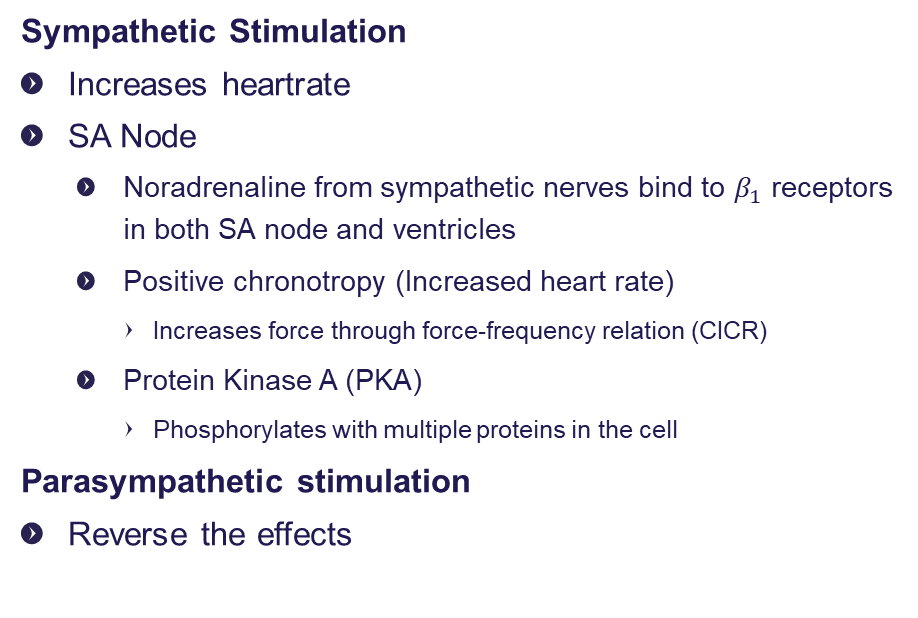 Sympathetic Stimulation
Increases heartrate
SA Node
Noradrenaline from sympathetic nerves bind to β₁ receptors
in both SA node and ventricles
Positive chronotropy (Increased heart rate)
Increases force through force-frequency relation (CICR)
Protein Kinase A (PKA)
Phosphorylates with multiple proteins in the cell
Parasympathetic stimulation
Reverse the effects